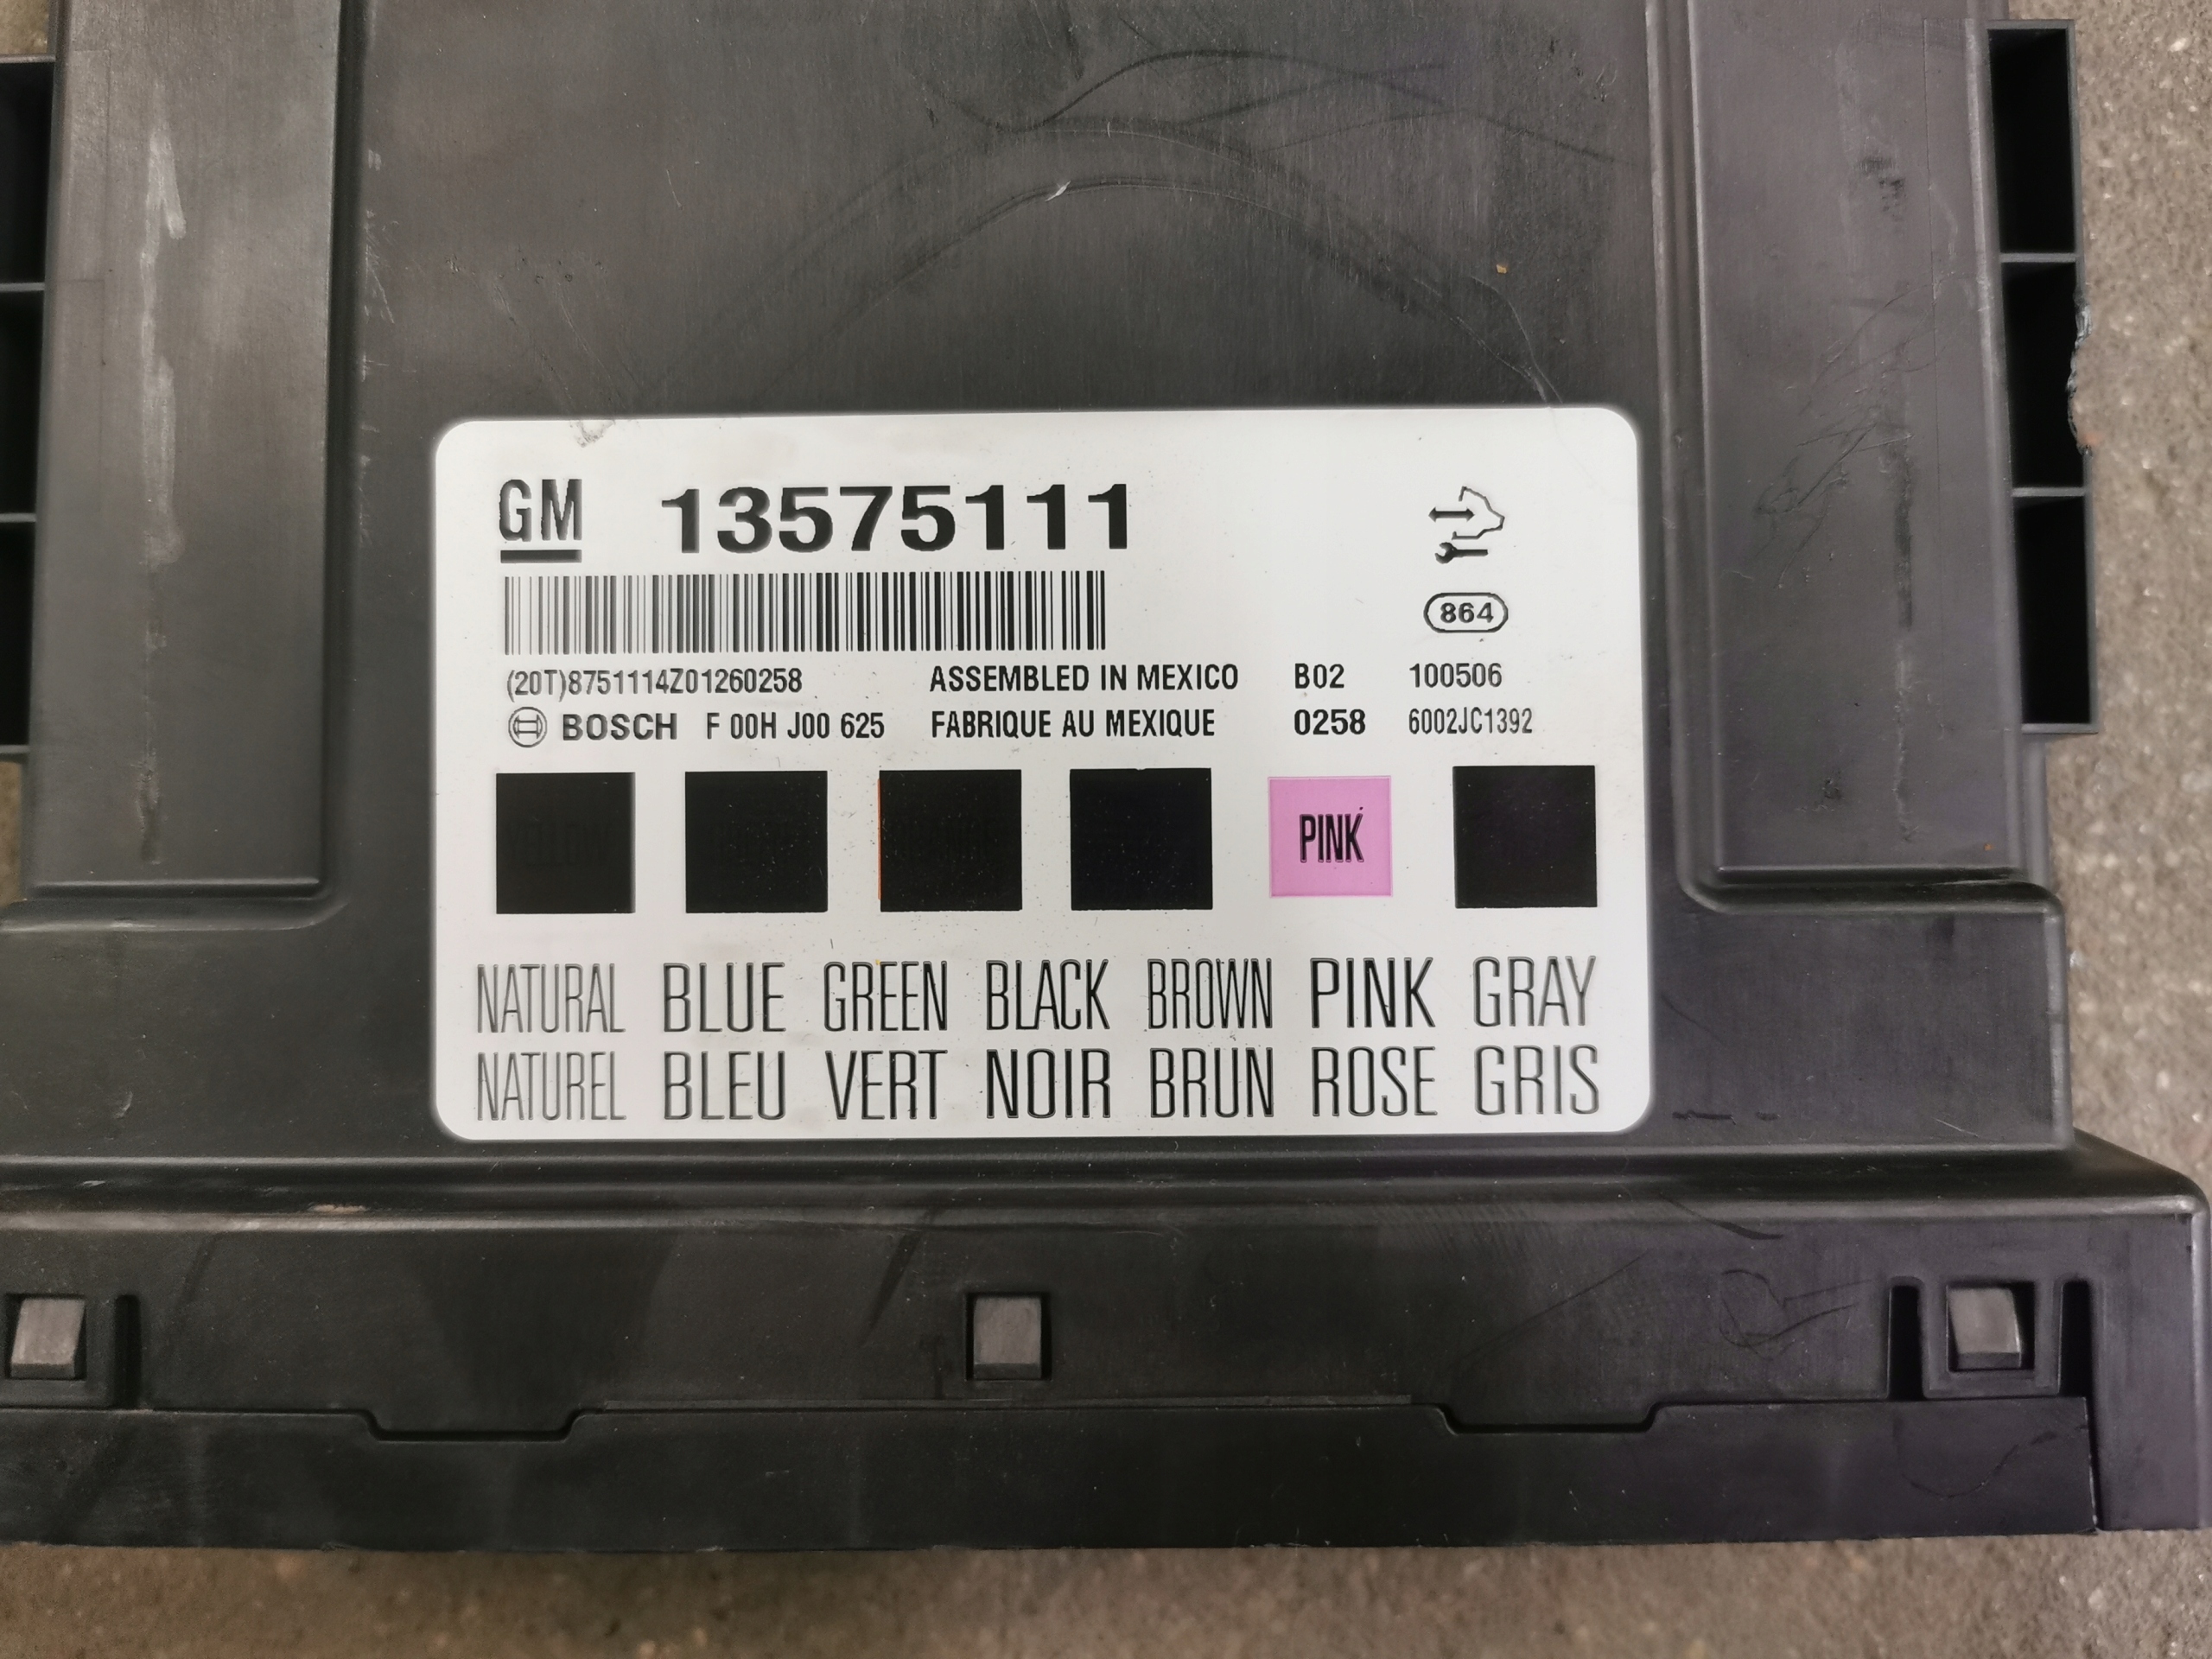 GM 13575111
864
(20T)8751114Z01260258 ASSEMBLED IN MEXICO B02 100506
BOSCH F 00H J00 625 FABRIQUE AU MEXIQUE 0258 6002JC1392
YELLOW PINK
NATURAL BLUE GREEN BLACK BROWN PINK GRAY
NATUREL BLEU VERT NOIR BRUN ROSE GRIS